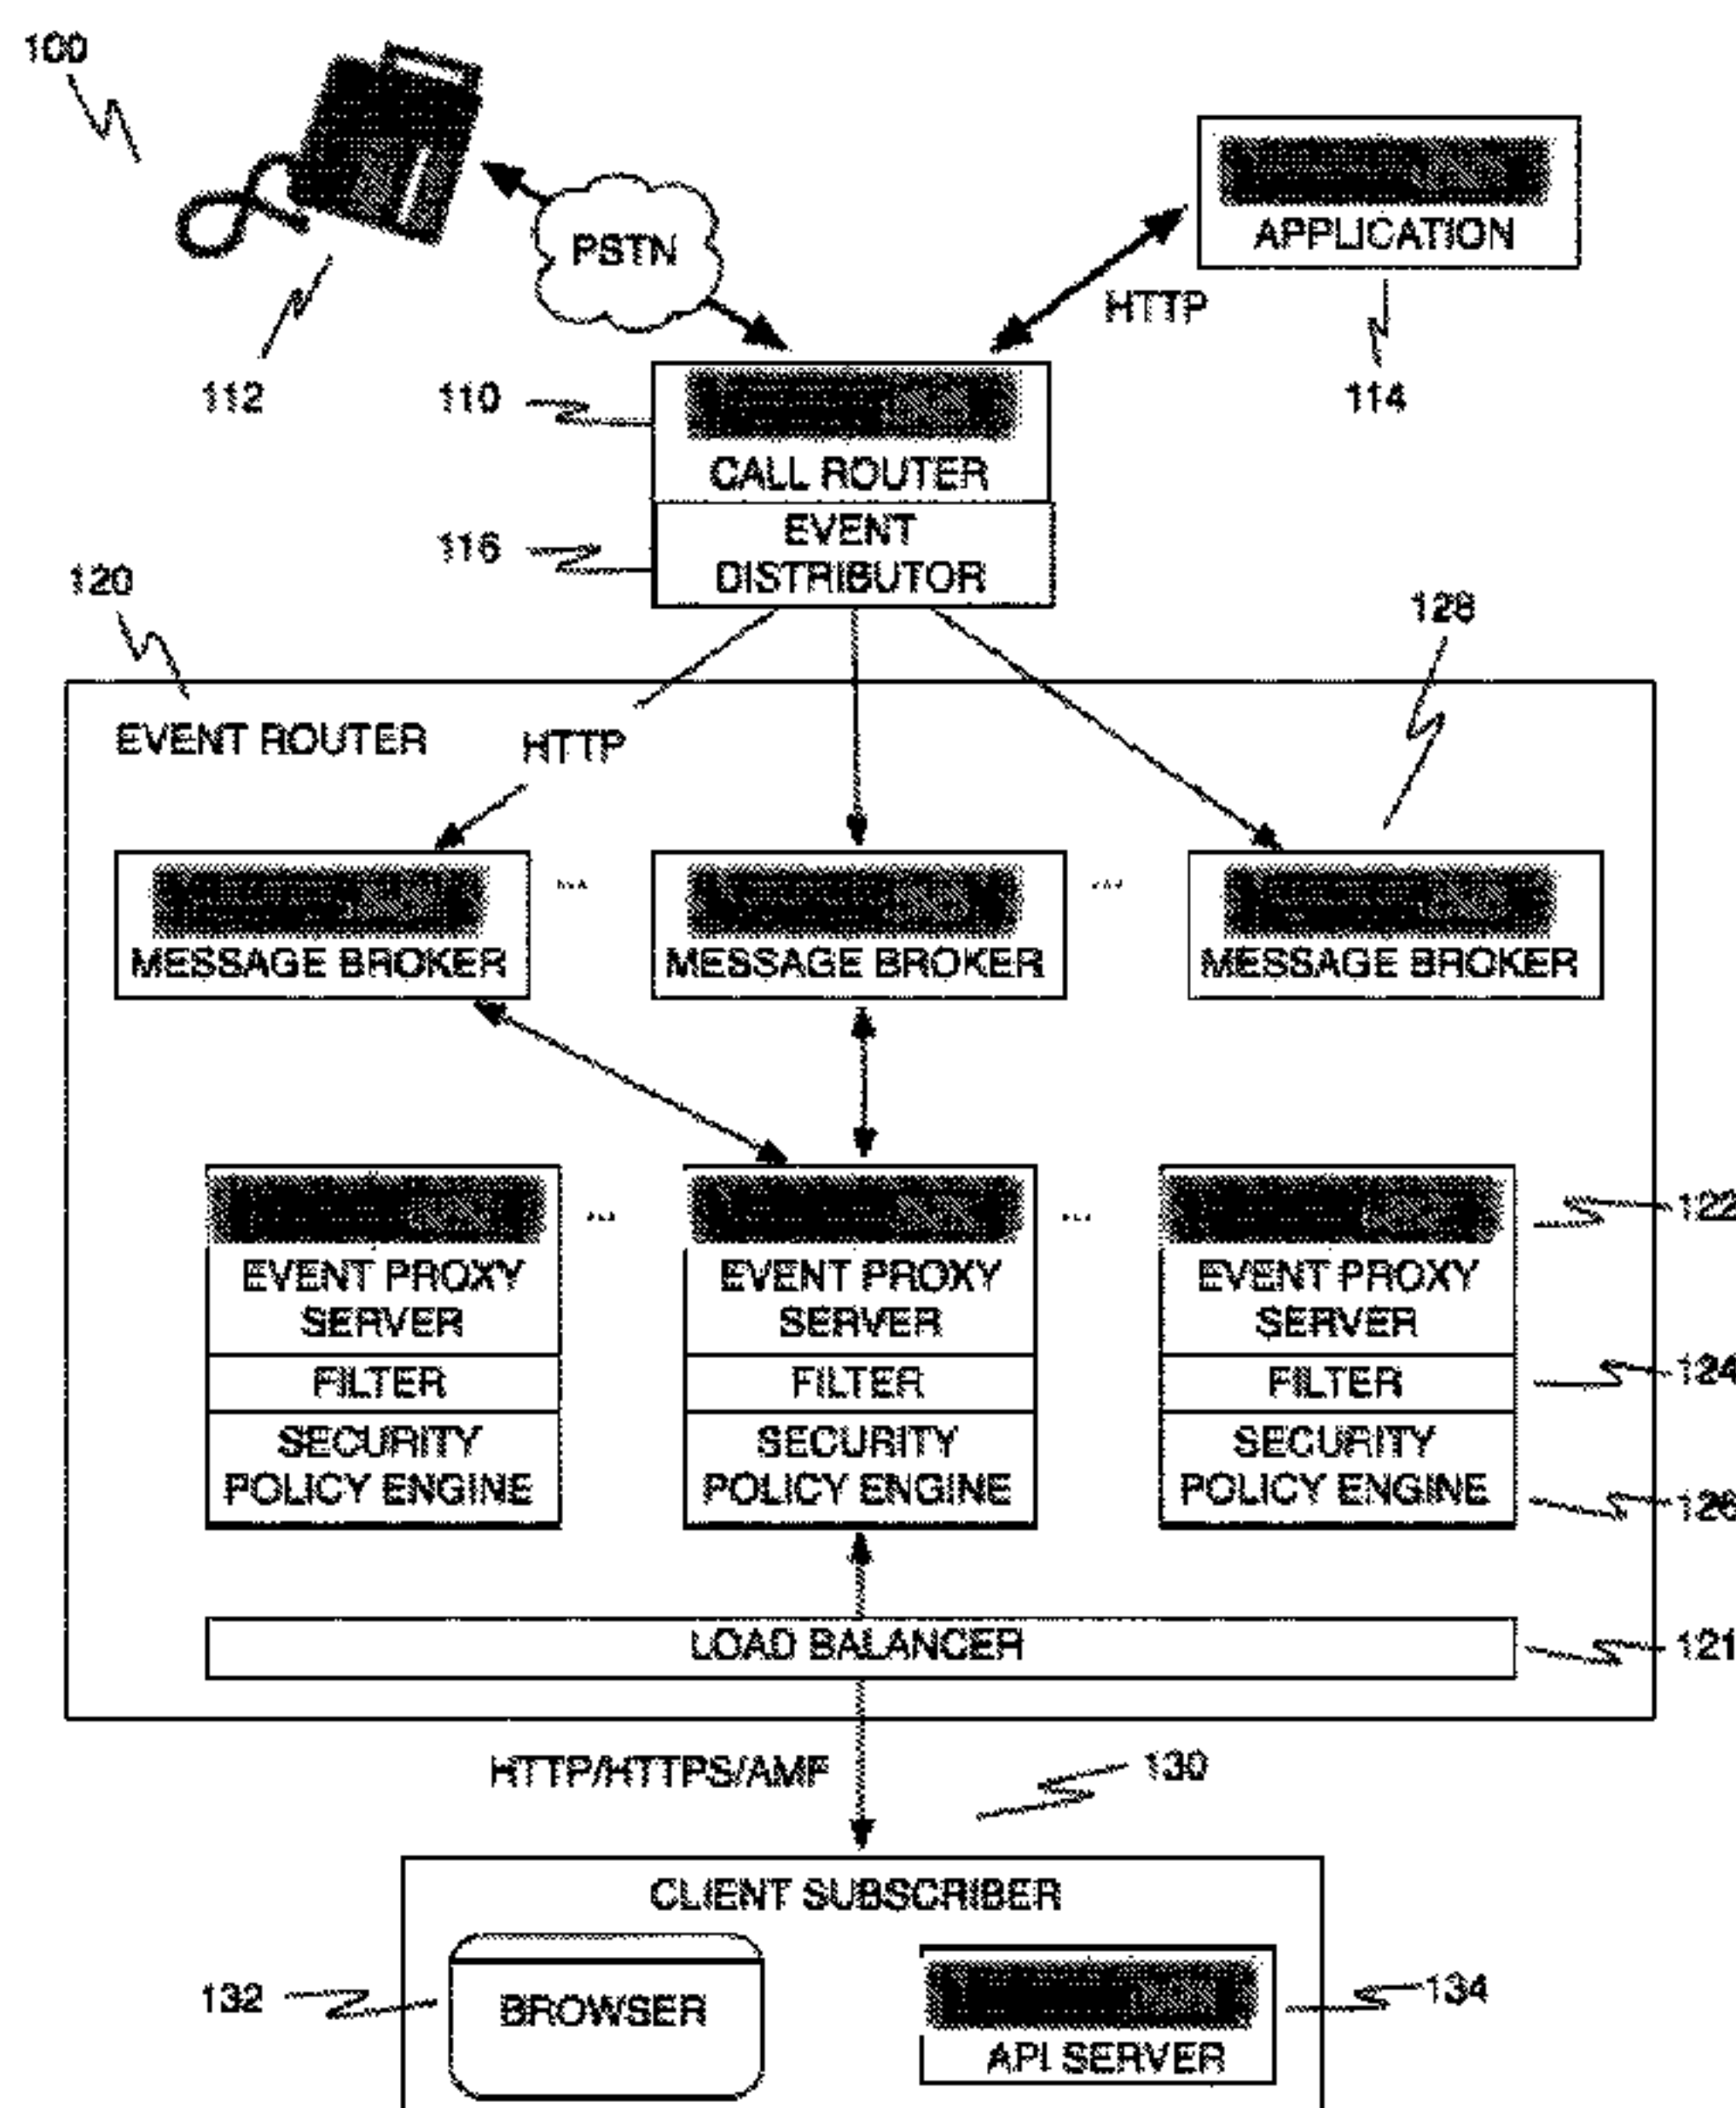 100
PSTN
APPLICATION
HTTP
112
110
114
CALL ROUTER
116
EVENT
DISTRIBUTOR
120
128
EVENT ROUTER
HTTP
MESSAGE BROKER
MESSAGE BROKER
MESSAGE BROKER
122
EVENT PROXY
SERVER
EVENT PROXY
SERVER
EVENT PROXY
SERVER
FILTER
FILTER
FILTER
124
SECURITY
POLICY ENGINE
SECURITY
POLICY ENGINE
SECURITY
POLICY ENGINE
126
LOAD BALANCER
121
HTTP/HTTPS/AMF
130
CLIENT SUBSCRIBER
132
BROWSER
134
API SERVER